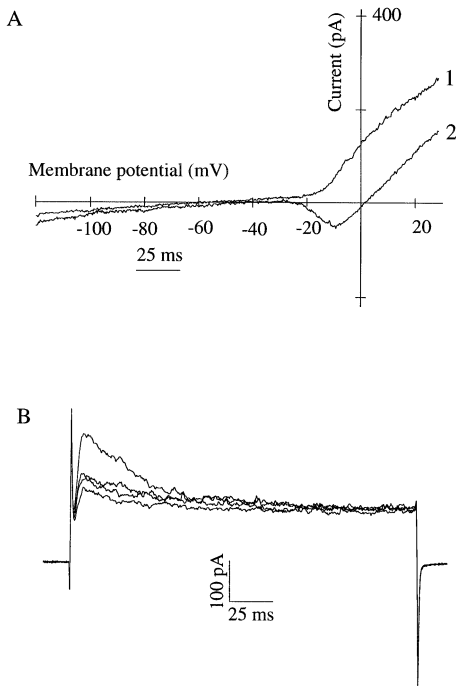 A
400
Current (pA)
1
2
Membrane potential (mV)
-100 -80 -60 -40 -20 20
25 ms
B
100 pA
25 ms